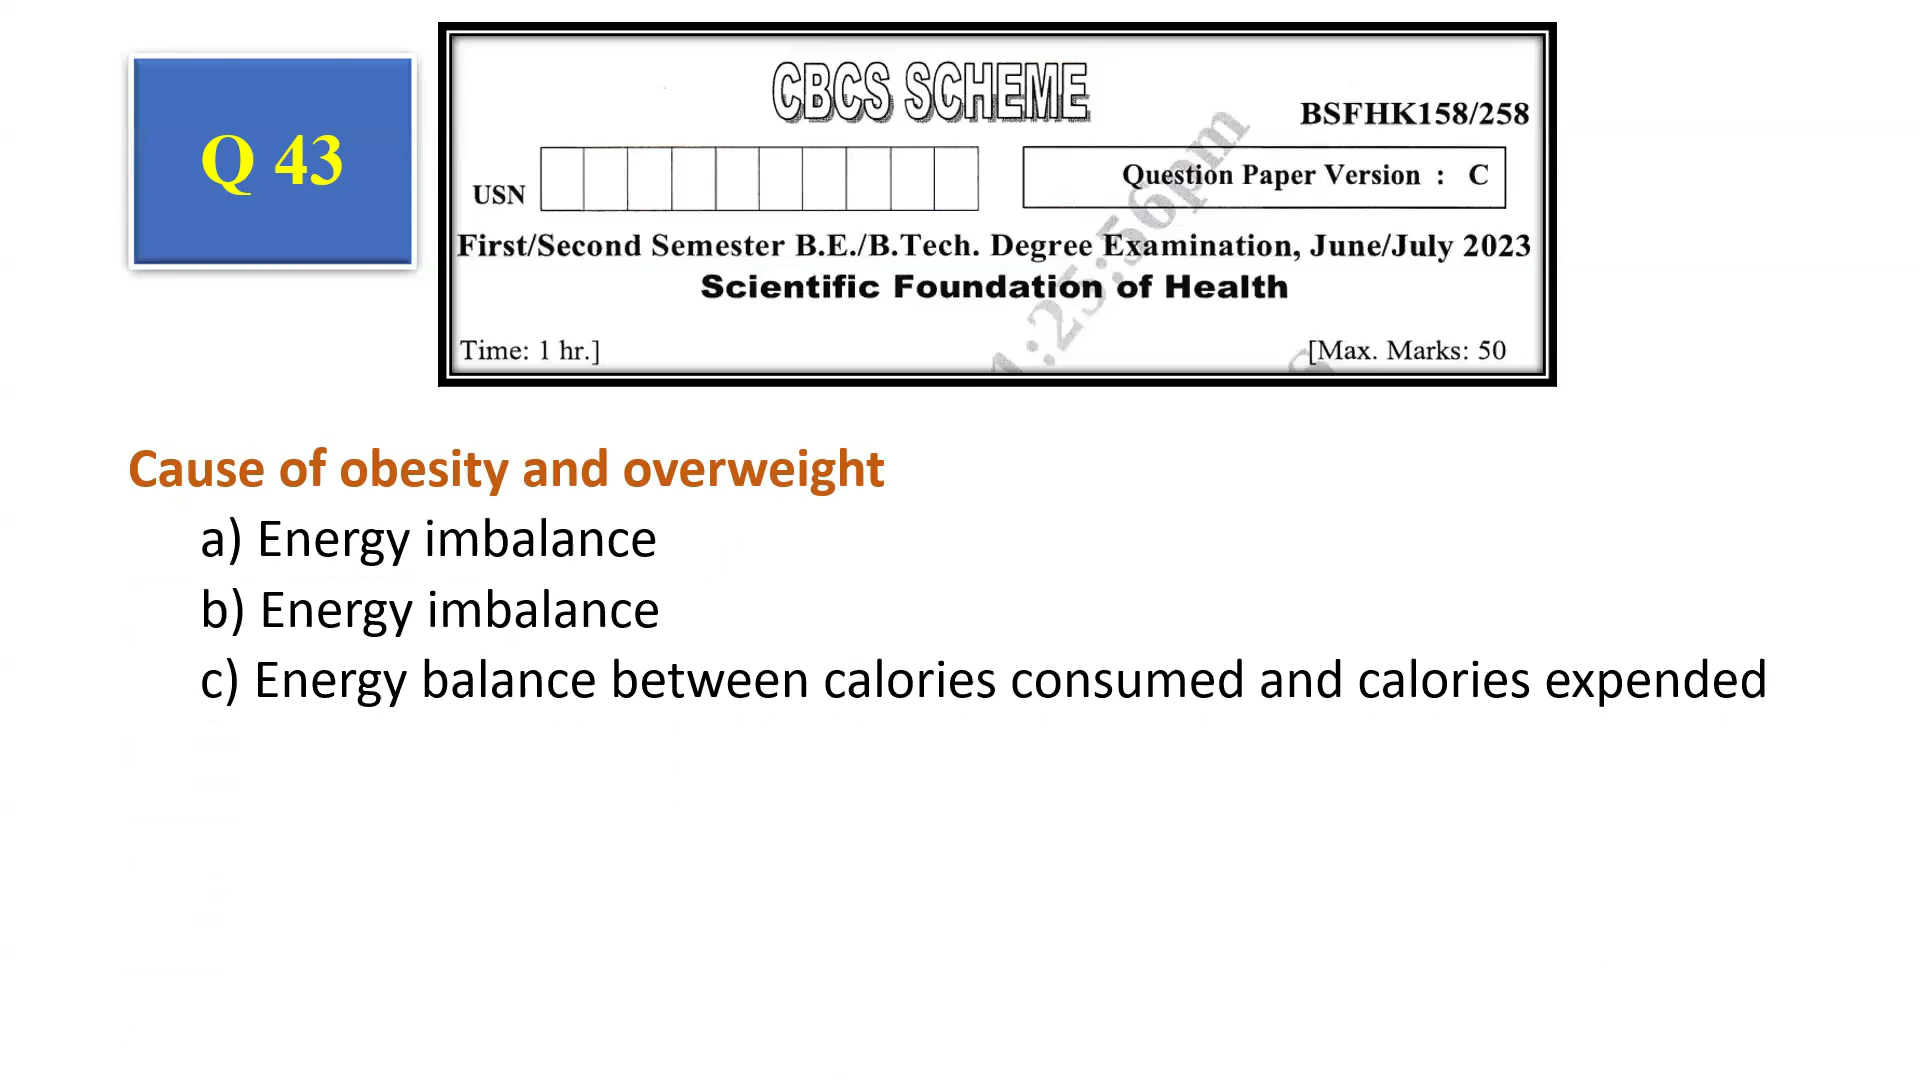 Q 43
CBCS SCHEME
BSFHK158/258
USN
Question Paper Version : C
First/Second Semester B.E./B.Tech. Degree Examination, June/July 2023
Scientific Foundation of Health
Time: 1 hr.]
[Max. Marks: 50
Cause of obesity and overweight
a) Energy imbalance
b) Energy imbalance
c) Energy balance between calories consumed and calories expended